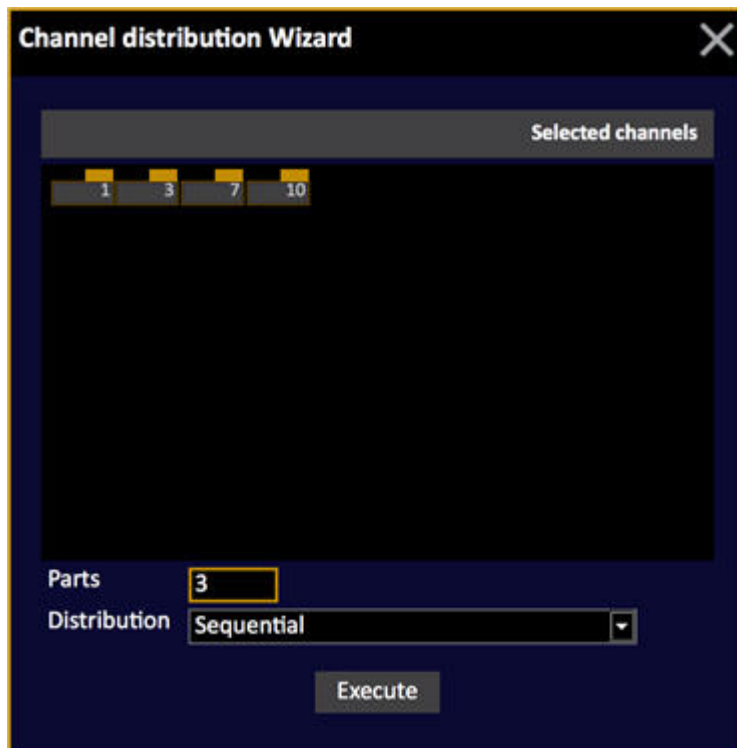 Channel distribution Wizard
Selected channels
1 3 7 10
Parts 3
Distribution Sequential
Execute